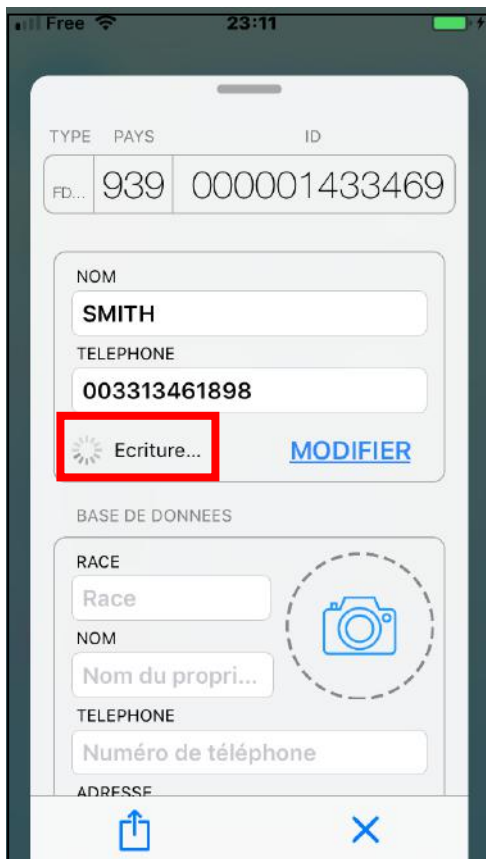 Free 23:11
TYPE PAYS ID
FD... 939 000001433469
NOM
SMITH
TELEPHONE
003313461898
Ecriture... MODIFIER
BASE DE DONNEES
RACE
Race
NOM
Nom du propri...
TELEPHONE
Numéro de téléphone
ADRESSE